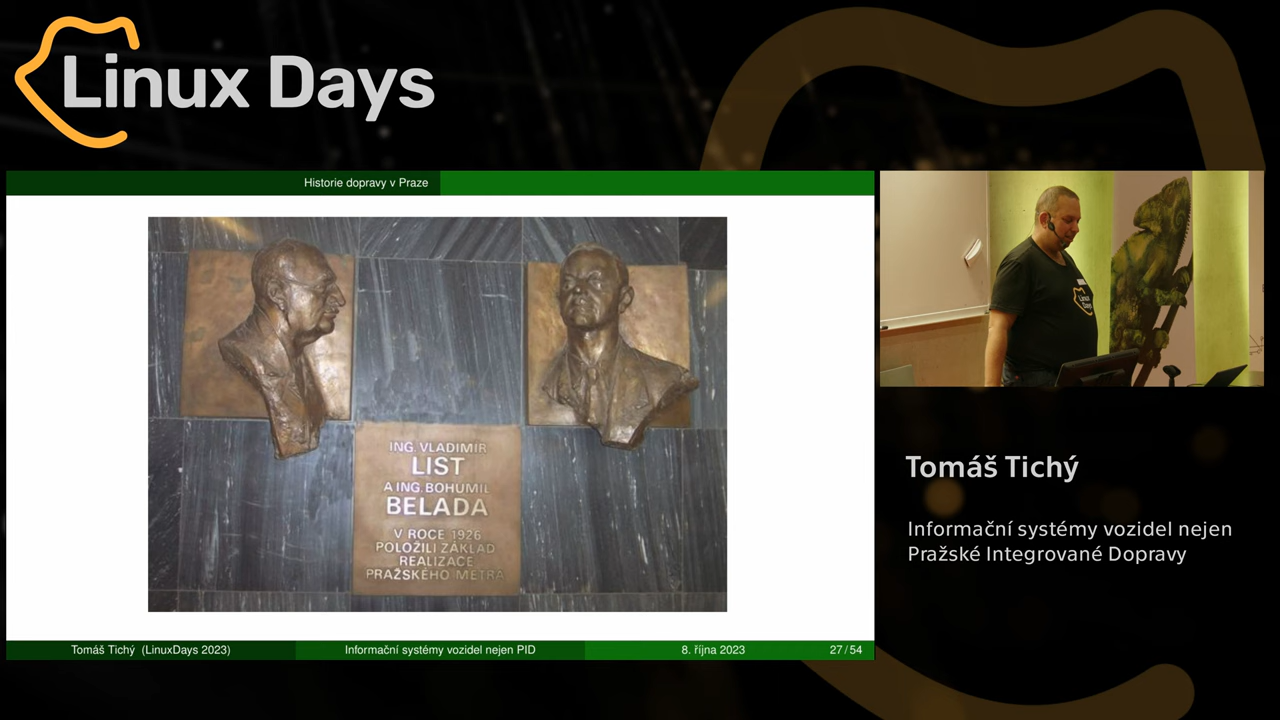 Linux Days
Historie dopravy v Praze
ING. VLADIMIR
LIST
A ING. BOHUMIL
BELADA
V ROCE 1926
POLOŽILI ZÁKLAD
REALIZACE
PRAŽSKÉHO METRA
Tomáš Tichý (LinuxDays 2023)
Informační systémy vozidel nejen PID
8. října 2023
27 / 54
Linux
Days
Tomáš Tichý
Informační systémy vozidel nejen
Pražské Integrované Dopravy